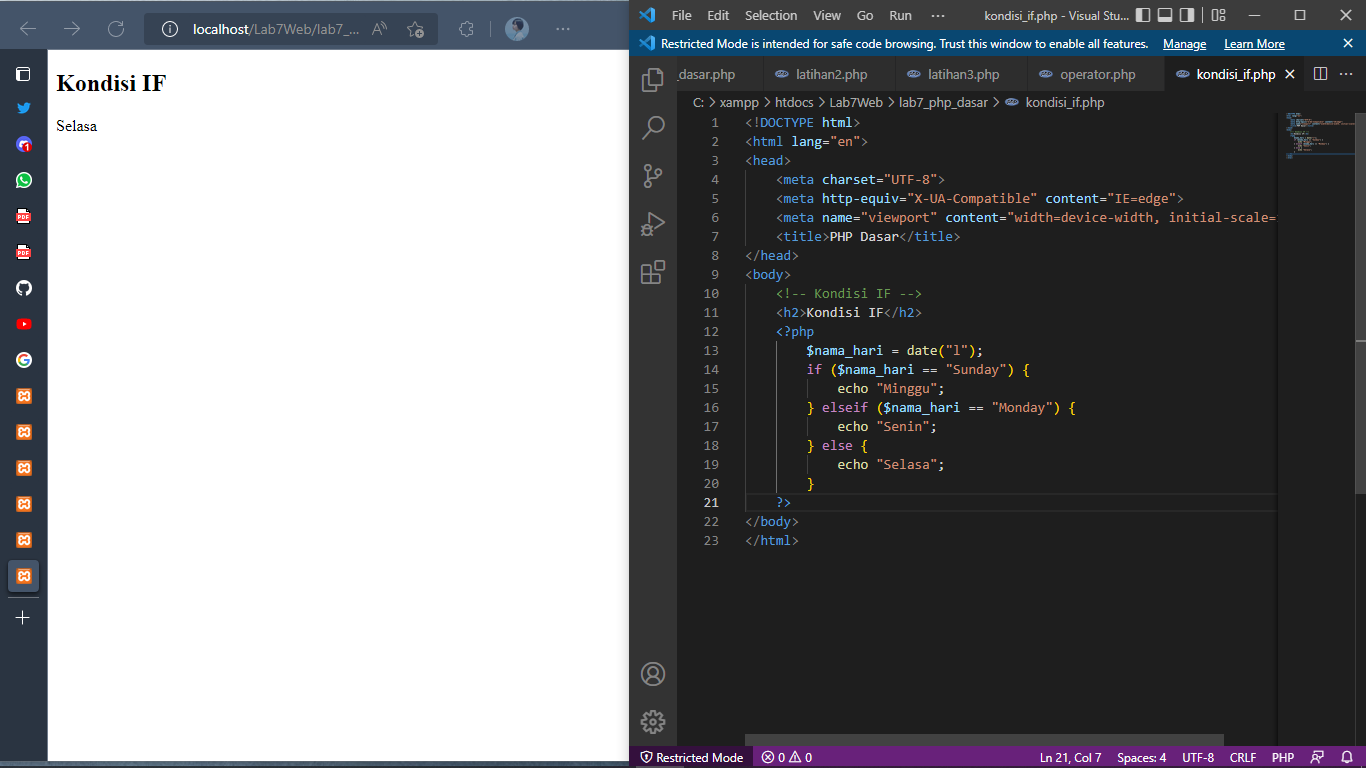 localhost/Lab7Web/lab7_...
Kondisi IF
Selasa
PDF
PDF
File Edit Selection View Go Run ··· kondisi_if.php - Visual Stu...
Restricted Mode is intended for safe code browsing. Trust this window to enable all features. Manage Learn More
_dasar.php latihan2.php latihan3.php operator.php kondisi_if.php
C: > xampp > htdocs > Lab7Web > lab7_php_dasar > kondisi_if.php
1 <!DOCTYPE html>
2 <html lang="en">
3 <head>
4     <meta charset="UTF-8">
5     <meta http-equiv="X-UA-Compatible" content="IE=edge">
6     <meta name="viewport" content="width=device-width, initial-scale=
7     <title>PHP Dasar</title>
8 </head>
9 <body>
10     <!-- Kondisi IF -->
11     <h2>Kondisi IF</h2>
12     <?php
13         $nama_hari = date("l");
14         if ($nama_hari == "Sunday") {
15             echo "Minggu";
16         } elseif ($nama_hari == "Monday") {
17             echo "Senin";
18         } else {
19             echo "Selasa";
20         }
21     ?>
22 </body>
23 </html>
Restricted Mode 0 0 Ln 21, Col 7 Spaces: 4 UTF-8 CRLF PHP